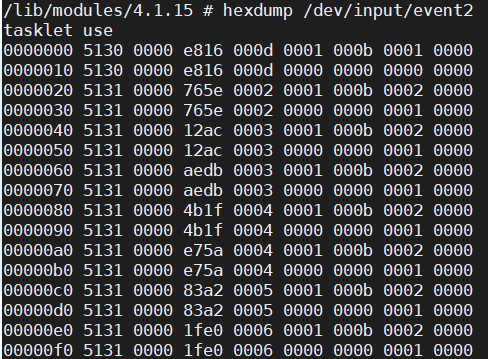 /lib/modules/4.1.15 # hexdump /dev/input/event2
tasklet use
0000000 5130 0000 e816 000d 0001 000b 0001 0000
0000010 5130 0000 e816 000d 0000 0000 0000 0000
0000020 5131 0000 765e 0002 0001 000b 0002 0000
0000030 5131 0000 765e 0002 0000 0000 0001 0000
0000040 5131 0000 12ac 0003 0001 000b 0002 0000
0000050 5131 0000 12ac 0003 0000 0000 0001 0000
0000060 5131 0000 aedb 0003 0001 000b 0002 0000
0000070 5131 0000 aedb 0003 0000 0000 0001 0000
0000080 5131 0000 4b1f 0004 0001 000b 0002 0000
0000090 5131 0000 4b1f 0004 0000 0000 0001 0000
00000a0 5131 0000 e75a 0004 0001 000b 0002 0000
00000b0 5131 0000 e75a 0004 0000 0000 0001 0000
00000c0 5131 0000 83a2 0005 0001 000b 0002 0000
00000d0 5131 0000 83a2 0005 0000 0000 0001 0000
00000e0 5131 0000 1fe0 0006 0001 000b 0002 0000
00000f0 5131 0000 1fe0 0006 0000 0000 0001 0000